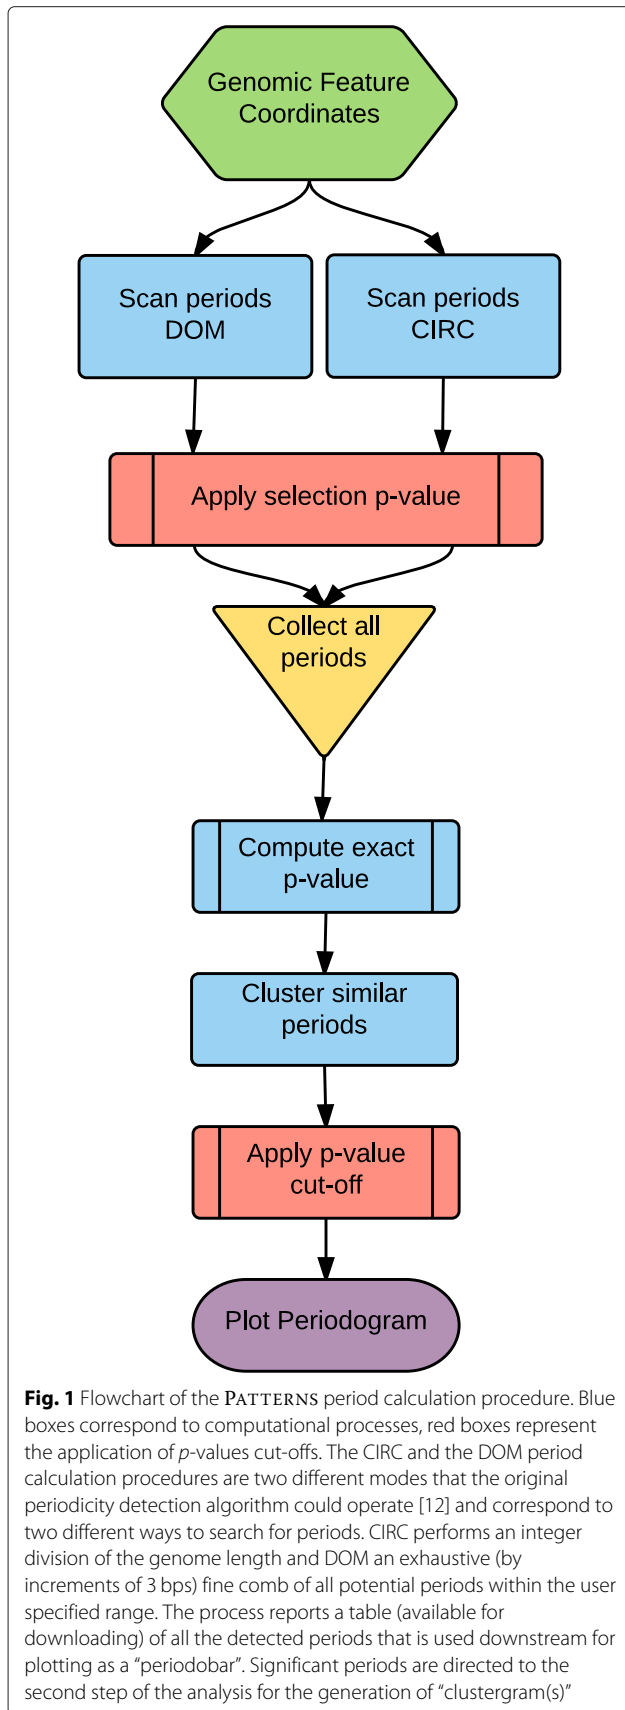 Genomic Feature
Coordinates
Scan periods
DOM
Scan periods
CIRC
Apply selection p-value
Collect all
periods
Compute exact
p-value
Cluster similar
periods
Apply p-value
cut-off
Plot Periodogram
Fig. 1 Flowchart of the PATTERNS period calculation procedure. Blue
boxes correspond to computational processes, red boxes represent
the application of p-values cut-offs. The CIRC and the DOM period
calculation procedures are two different modes that the original
periodicity detection algorithm could operate [12] and correspond to
two different ways to search for periods. CIRC performs an integer
division of the genome length and DOM an exhaustive (by
increments of 3 bps) fine comb of all potential periods within the user
specified range. The process reports a table (available for
downloading) of all the detected periods that is used downstream for
plotting as a “periodobar”. Significant periods are directed to the
second step of the analysis for the generation of “clustergram(s)”